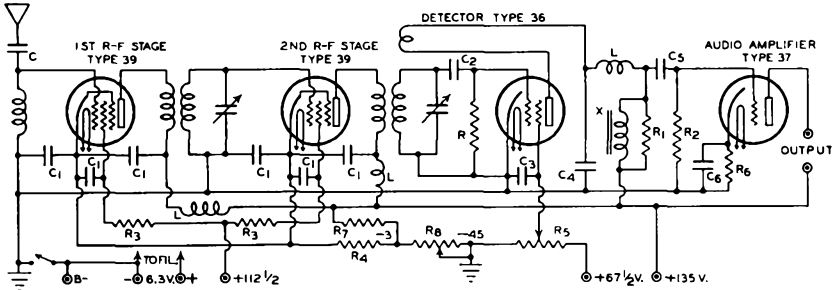 DETECTOR TYPE 36
1ST R-F STAGE
TYPE 39
2ND R-F STAGE
TYPE 39
AUDIO AMPLIFIER
TYPE 37
C
C2
L
C5
R
X
R1
R2
OUTPUT
C1
C1
C1
C1
C1
C1
L
C3
C4
C6
R6
L
R3
R3
R7
-3
R4
R8
-45
R5
B-
TO FIL.
- 6.3V. +
+112 1/2
+67 1/2 V.
+135 V.